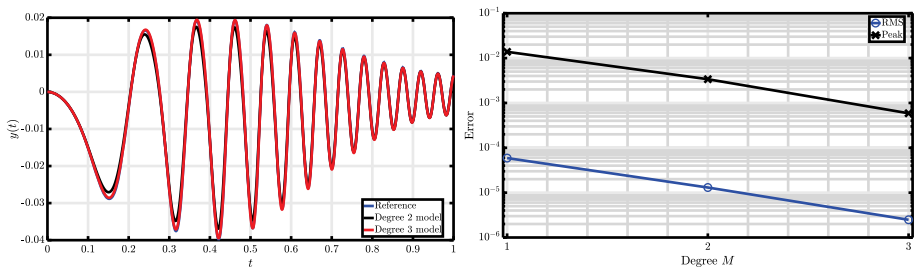 0.02
0.01
0
-0.01
-0.02
-0.03
-0.04
y(t)
Reference
Degree 2 model
Degree 3 model
0 0.1 0.2 0.3 0.4 0.5 0.6 0.7 0.8 0.9 1
t
10⁻¹
10⁻²
10⁻³
10⁻⁴
10⁻⁵
10⁻⁶
Error
RMS
Peak
1 2 3
Degree M